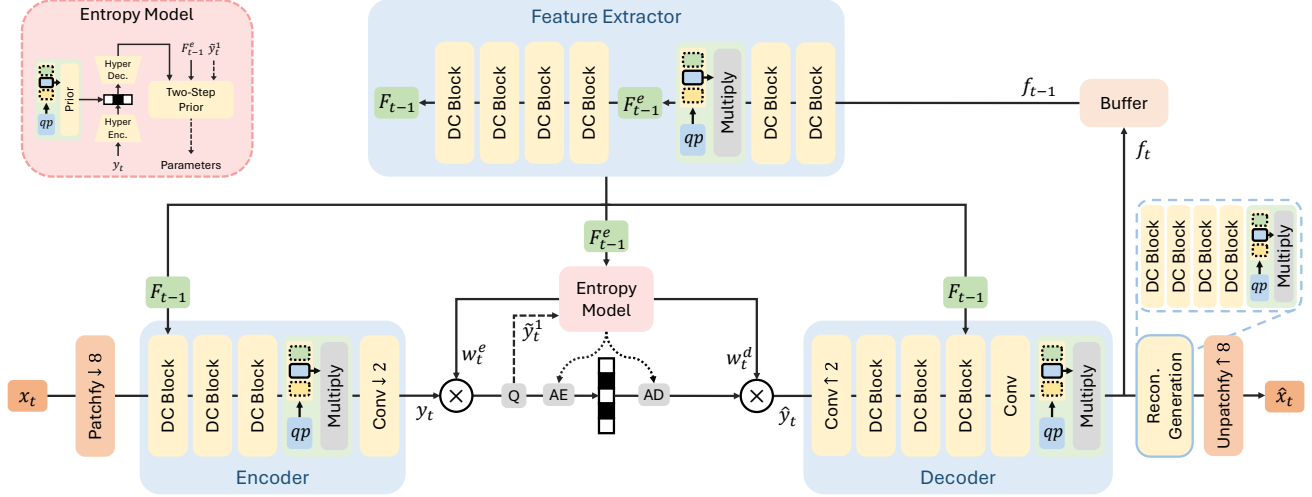 Entropy Model
F^e_{t-1} ỹ^1_t
Hyper
Dec.
Prior
qp
Two-Step
Prior
Hyper
Enc.
y_t
Parameters
Feature Extractor
F_{t-1}
DC Block
DC Block
DC Block
DC Block
F^e_{t-1}
qp
Multiply
DC Block
DC Block
f_{t-1}
Buffer
f_t
F^e_{t-1}
F_{t-1}
Entropy
Model
F_{t-1}
DC Block
DC Block
DC Block
DC Block
qp
Multiply
x_t
Patchfy ↓ 8
DC Block
DC Block
DC Block
qp
Multiply
Conv ↓ 2
Encoder
y_t
w^e_t
×
Q
ỹ^1_t
AE
AD
w^d_t
×
ŷ_t
Conv ↑ 2
DC Block
DC Block
DC Block
Conv
qp
Multiply
Decoder
Recon.
Generation
Unpatchfy ↑ 8
x̂_t